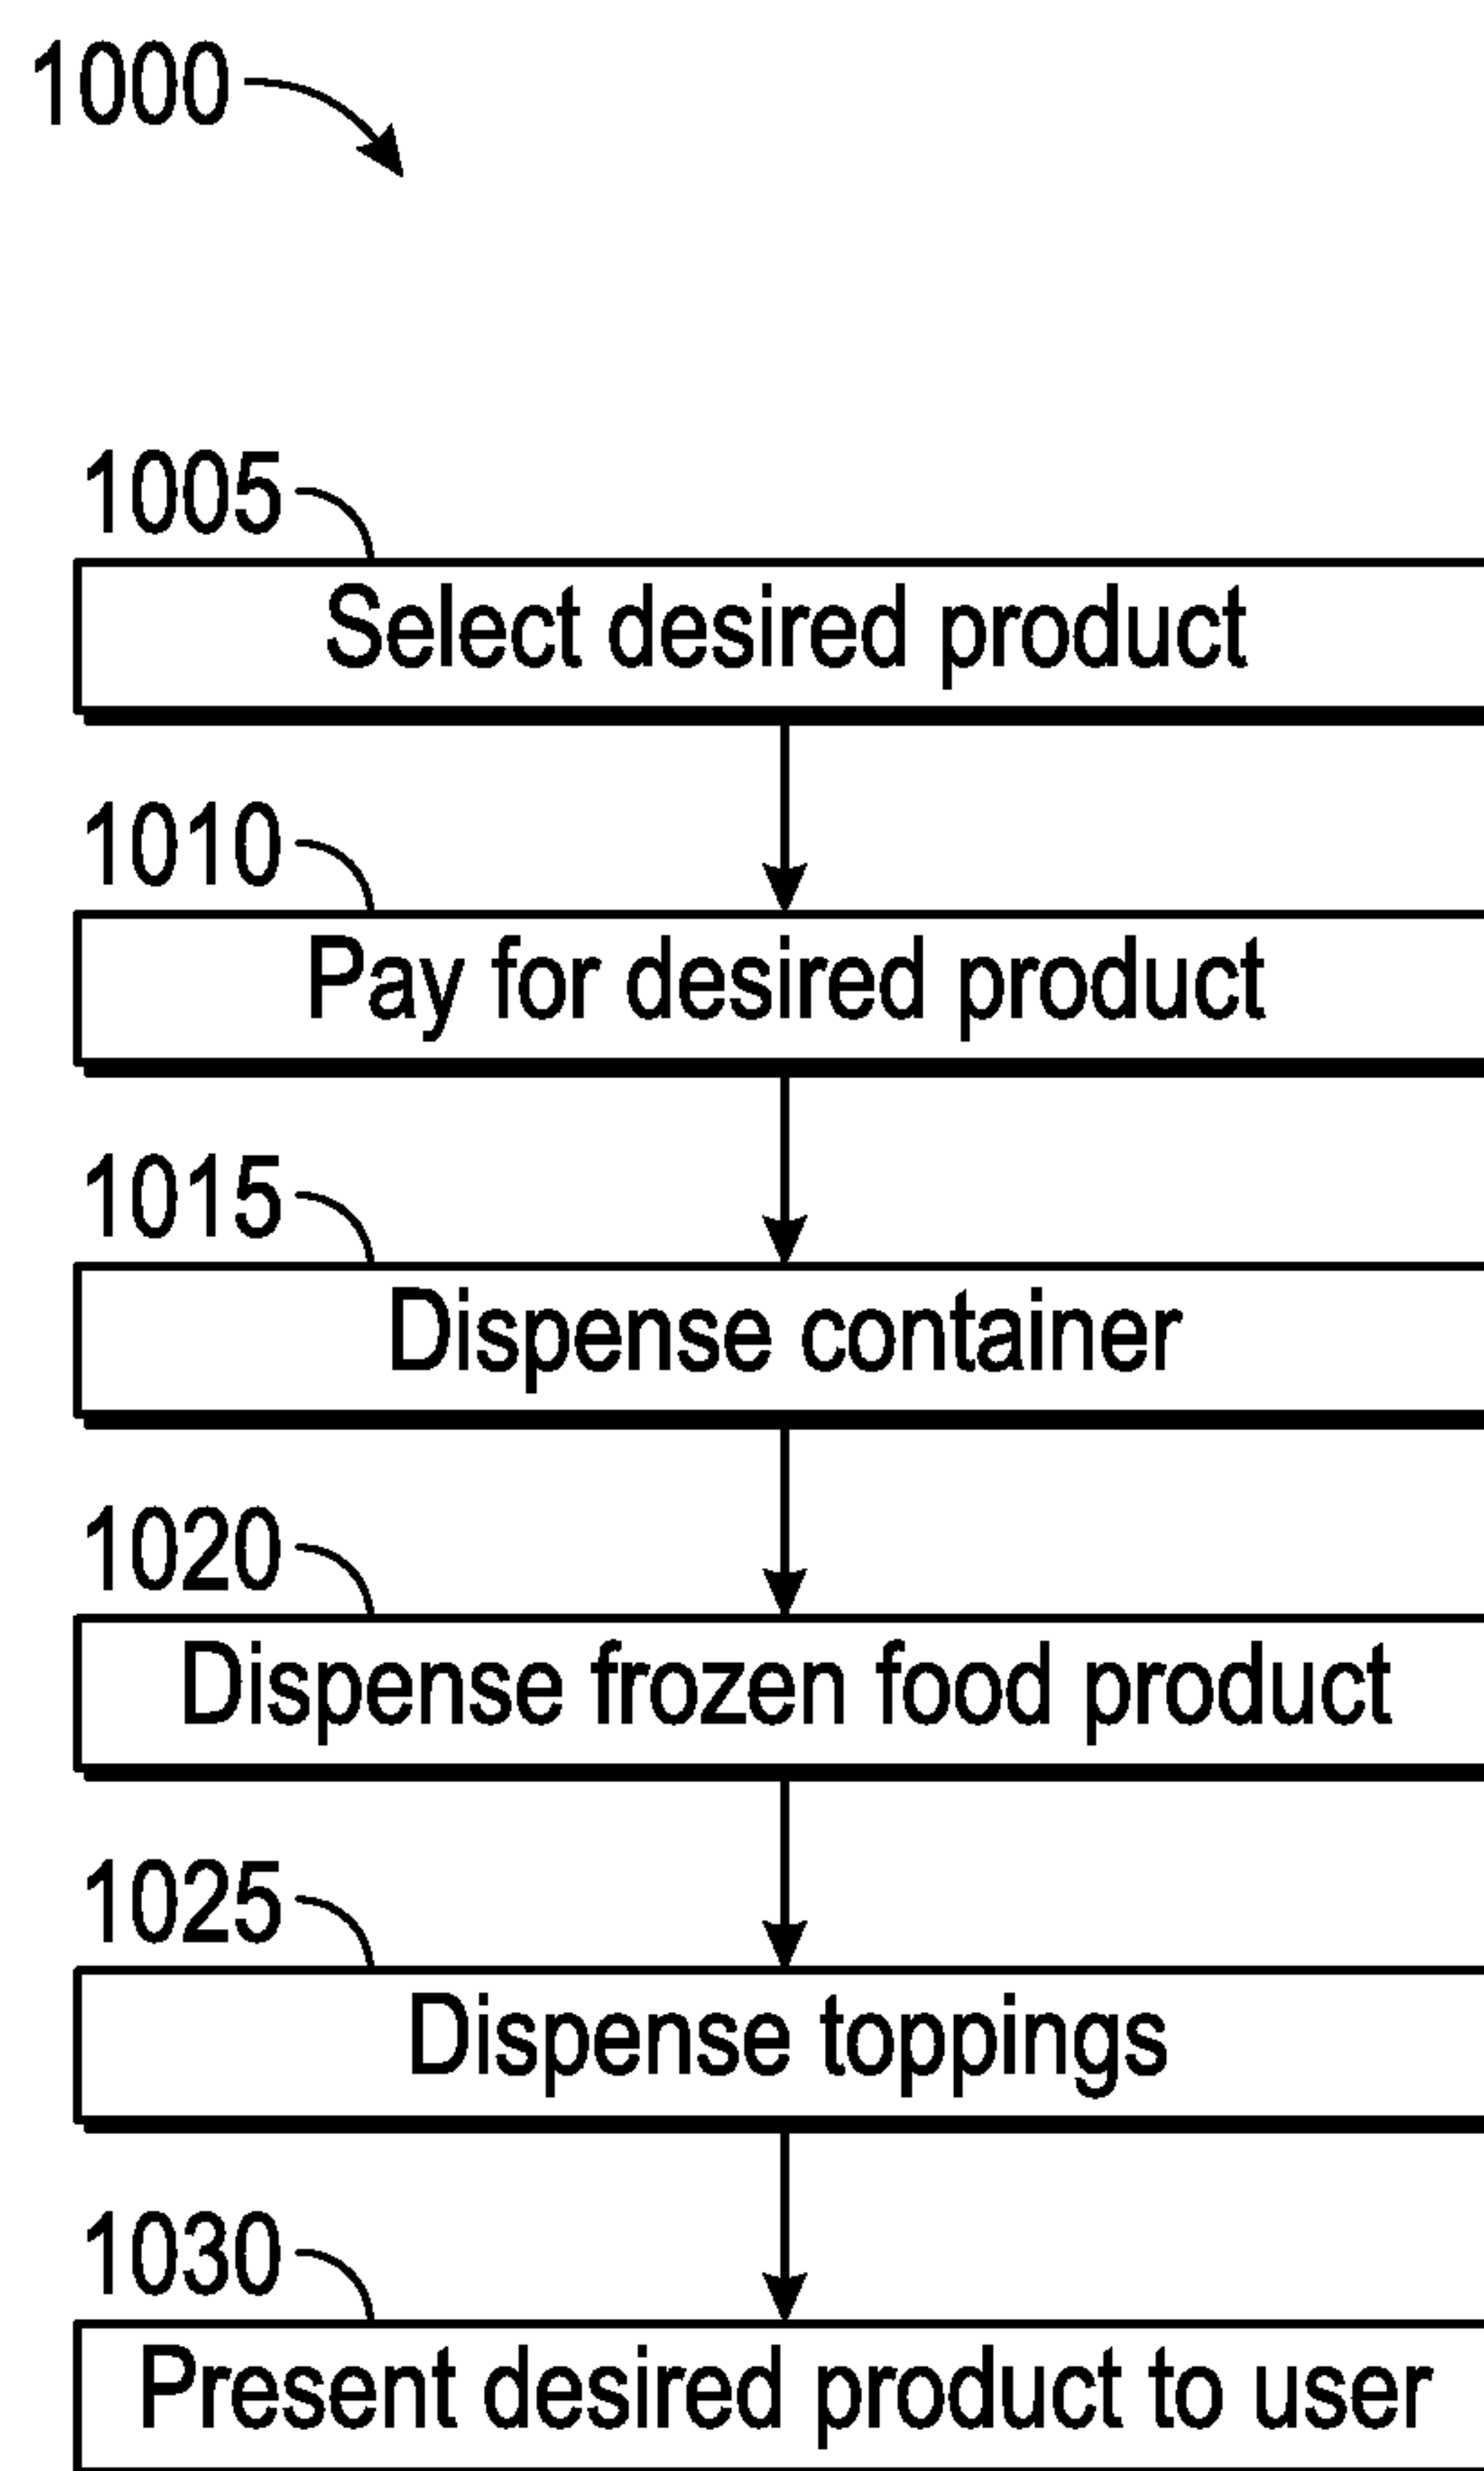 1000
1005
Select desired product
1010
Pay for desired product
1015
Dispense container
1020
Dispense frozen food product
1025
Dispense toppings
1030
Present desired product to user